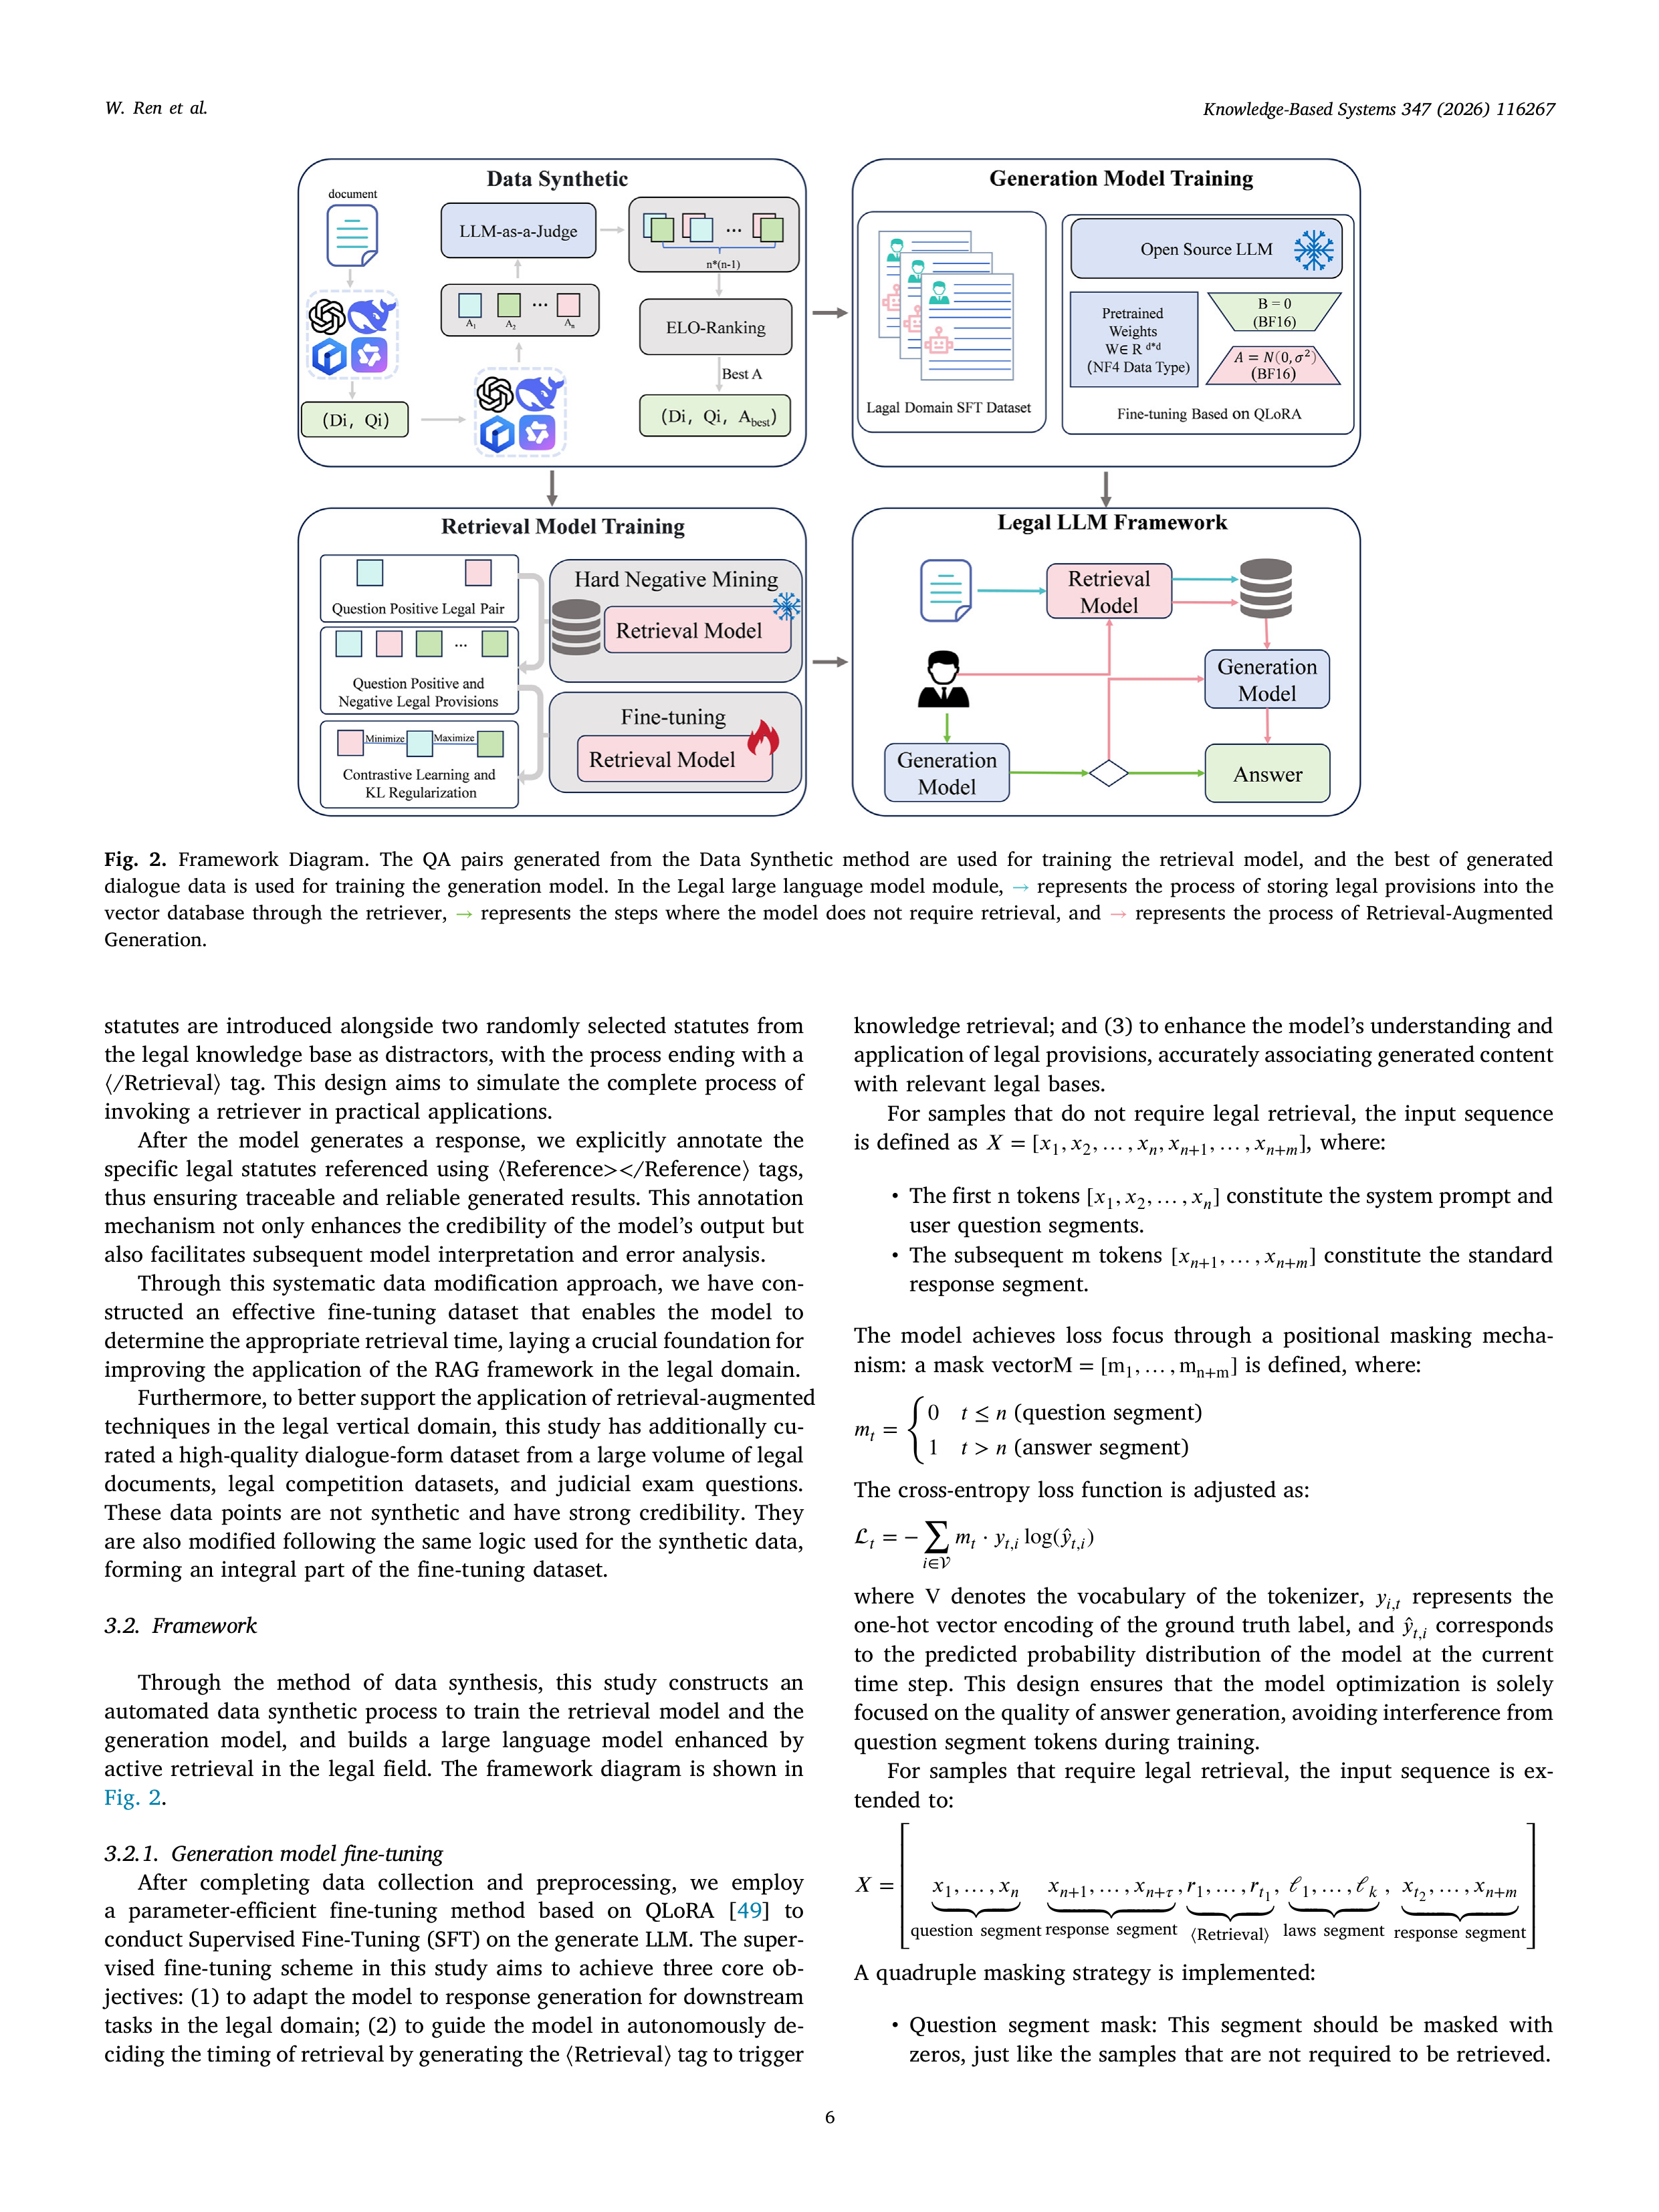 W. Ren et al.
Knowledge-Based Systems 347 (2026) 116267
Data Synthetic
document
LLM-as-a-Judge
...
n*(n-1)
A1 A2 ... An
ELO-Ranking
Best A
(Di, Qi)
(Di, Qi, Abest)
Generation Model Training
Lagal Domain SFT Dataset
Open Source LLM
Pretrained
Weights
W∈ R d*d
(NF4 Data Type)
B = 0
(BF16)
A = N(0, σ²)
(BF16)
Fine-tuning Based on QLoRA
Retrieval Model Training
Question Positive Legal Pair
...
Question Positive and
Negative Legal Provisions
Minimize Maximize
Contrastive Learning and
KL Regularization
Hard Negative Mining
Retrieval Model
Fine-tuning
Retrieval Model
Legal LLM Framework
Retrieval
Model
Generation
Model
Generation
Model
Answer
Fig. 2. Framework Diagram. The QA pairs generated from the Data Synthetic method are used for training the retrieval model, and the best of generated
dialogue data is used for training the generation model. In the Legal large language model module, → represents the process of storing legal provisions into the
vector database through the retriever, → represents the steps where the model does not require retrieval, and → represents the process of Retrieval-Augmented
Generation.
statutes are introduced alongside two randomly selected statutes from
the legal knowledge base as distractors, with the process ending with a
⟨/Retrieval⟩ tag. This design aims to simulate the complete process of
invoking a retriever in practical applications.
After the model generates a response, we explicitly annotate the
specific legal statutes referenced using ⟨Reference></Reference⟩ tags,
thus ensuring traceable and reliable generated results. This annotation
mechanism not only enhances the credibility of the model's output but
also facilitates subsequent model interpretation and error analysis.
Through this systematic data modification approach, we have con-
structed an effective fine-tuning dataset that enables the model to
determine the appropriate retrieval time, laying a crucial foundation for
improving the application of the RAG framework in the legal domain.
Furthermore, to better support the application of retrieval-augmented
techniques in the legal vertical domain, this study has additionally cu-
rated a high-quality dialogue-form dataset from a large volume of legal
documents, legal competition datasets, and judicial exam questions.
These data points are not synthetic and have strong credibility. They
are also modified following the same logic used for the synthetic data,
forming an integral part of the fine-tuning dataset.
3.2. Framework
Through the method of data synthesis, this study constructs an
automated data synthetic process to train the retrieval model and the
generation model, and builds a large language model enhanced by
active retrieval in the legal field. The framework diagram is shown in
Fig. 2.
3.2.1. Generation model fine-tuning
After completing data collection and preprocessing, we employ
a parameter-efficient fine-tuning method based on QLoRA [49] to
conduct Supervised Fine-Tuning (SFT) on the generate LLM. The super-
vised fine-tuning scheme in this study aims to achieve three core ob-
jectives: (1) to adapt the model to response generation for downstream
tasks in the legal domain; (2) to guide the model in autonomously de-
ciding the timing of retrieval by generating the ⟨Retrieval⟩ tag to trigger
knowledge retrieval; and (3) to enhance the model's understanding and
application of legal provisions, accurately associating generated content
with relevant legal bases.
For samples that do not require legal retrieval, the input sequence
is defined as X = [x1, x2, … , xn, xn+1, … , xn+m], where:
• The first n tokens [x1, x2, … , xn] constitute the system prompt and
user question segments.
• The subsequent m tokens [xn+1, … , xn+m] constitute the standard
response segment.
The model achieves loss focus through a positional masking mecha-
nism: a mask vectorM = [m1, … , mn+m] is defined, where:
mt = { 0 t ≤ n (question segment)
1 t > n (answer segment)
The cross-entropy loss function is adjusted as:
ℒt = − ∑i∈𝒱 mt · yt,i log(ŷt,i)
where V denotes the vocabulary of the tokenizer, yi,t represents the
one-hot vector encoding of the ground truth label, and ŷt,i corresponds
to the predicted probability distribution of the model at the current
time step. This design ensures that the model optimization is solely
focused on the quality of answer generation, avoiding interference from
question segment tokens during training.
For samples that require legal retrieval, the input sequence is ex-
tended to:
X = [ x1, … , xn xn+1, … , xn+τ, r1, … , rt1, ℓ1, … , ℓk, xt2, … , xn+m ]
question segment response segment ⟨Retrieval⟩ laws segment response segment
A quadruple masking strategy is implemented:
• Question segment mask: This segment should be masked with
zeros, just like the samples that are not required to be retrieved.
6